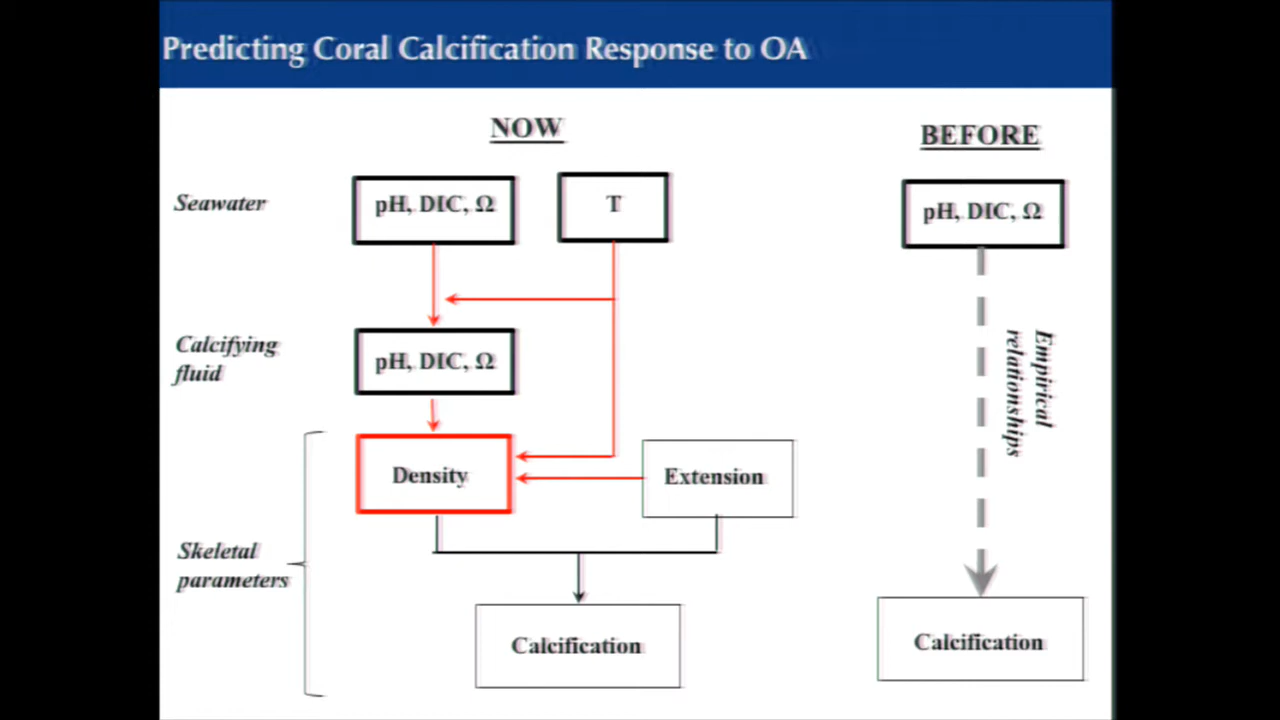 Predicting Coral Calcification Response to OA
NOW
BEFORE
Seawater
pH, DIC, Ω
T
pH, DIC, Ω
Calcifying
fluid
pH, DIC, Ω
Empirical
relationships
Density
Extension
Skeletal
parameters
Calcification
Calcification